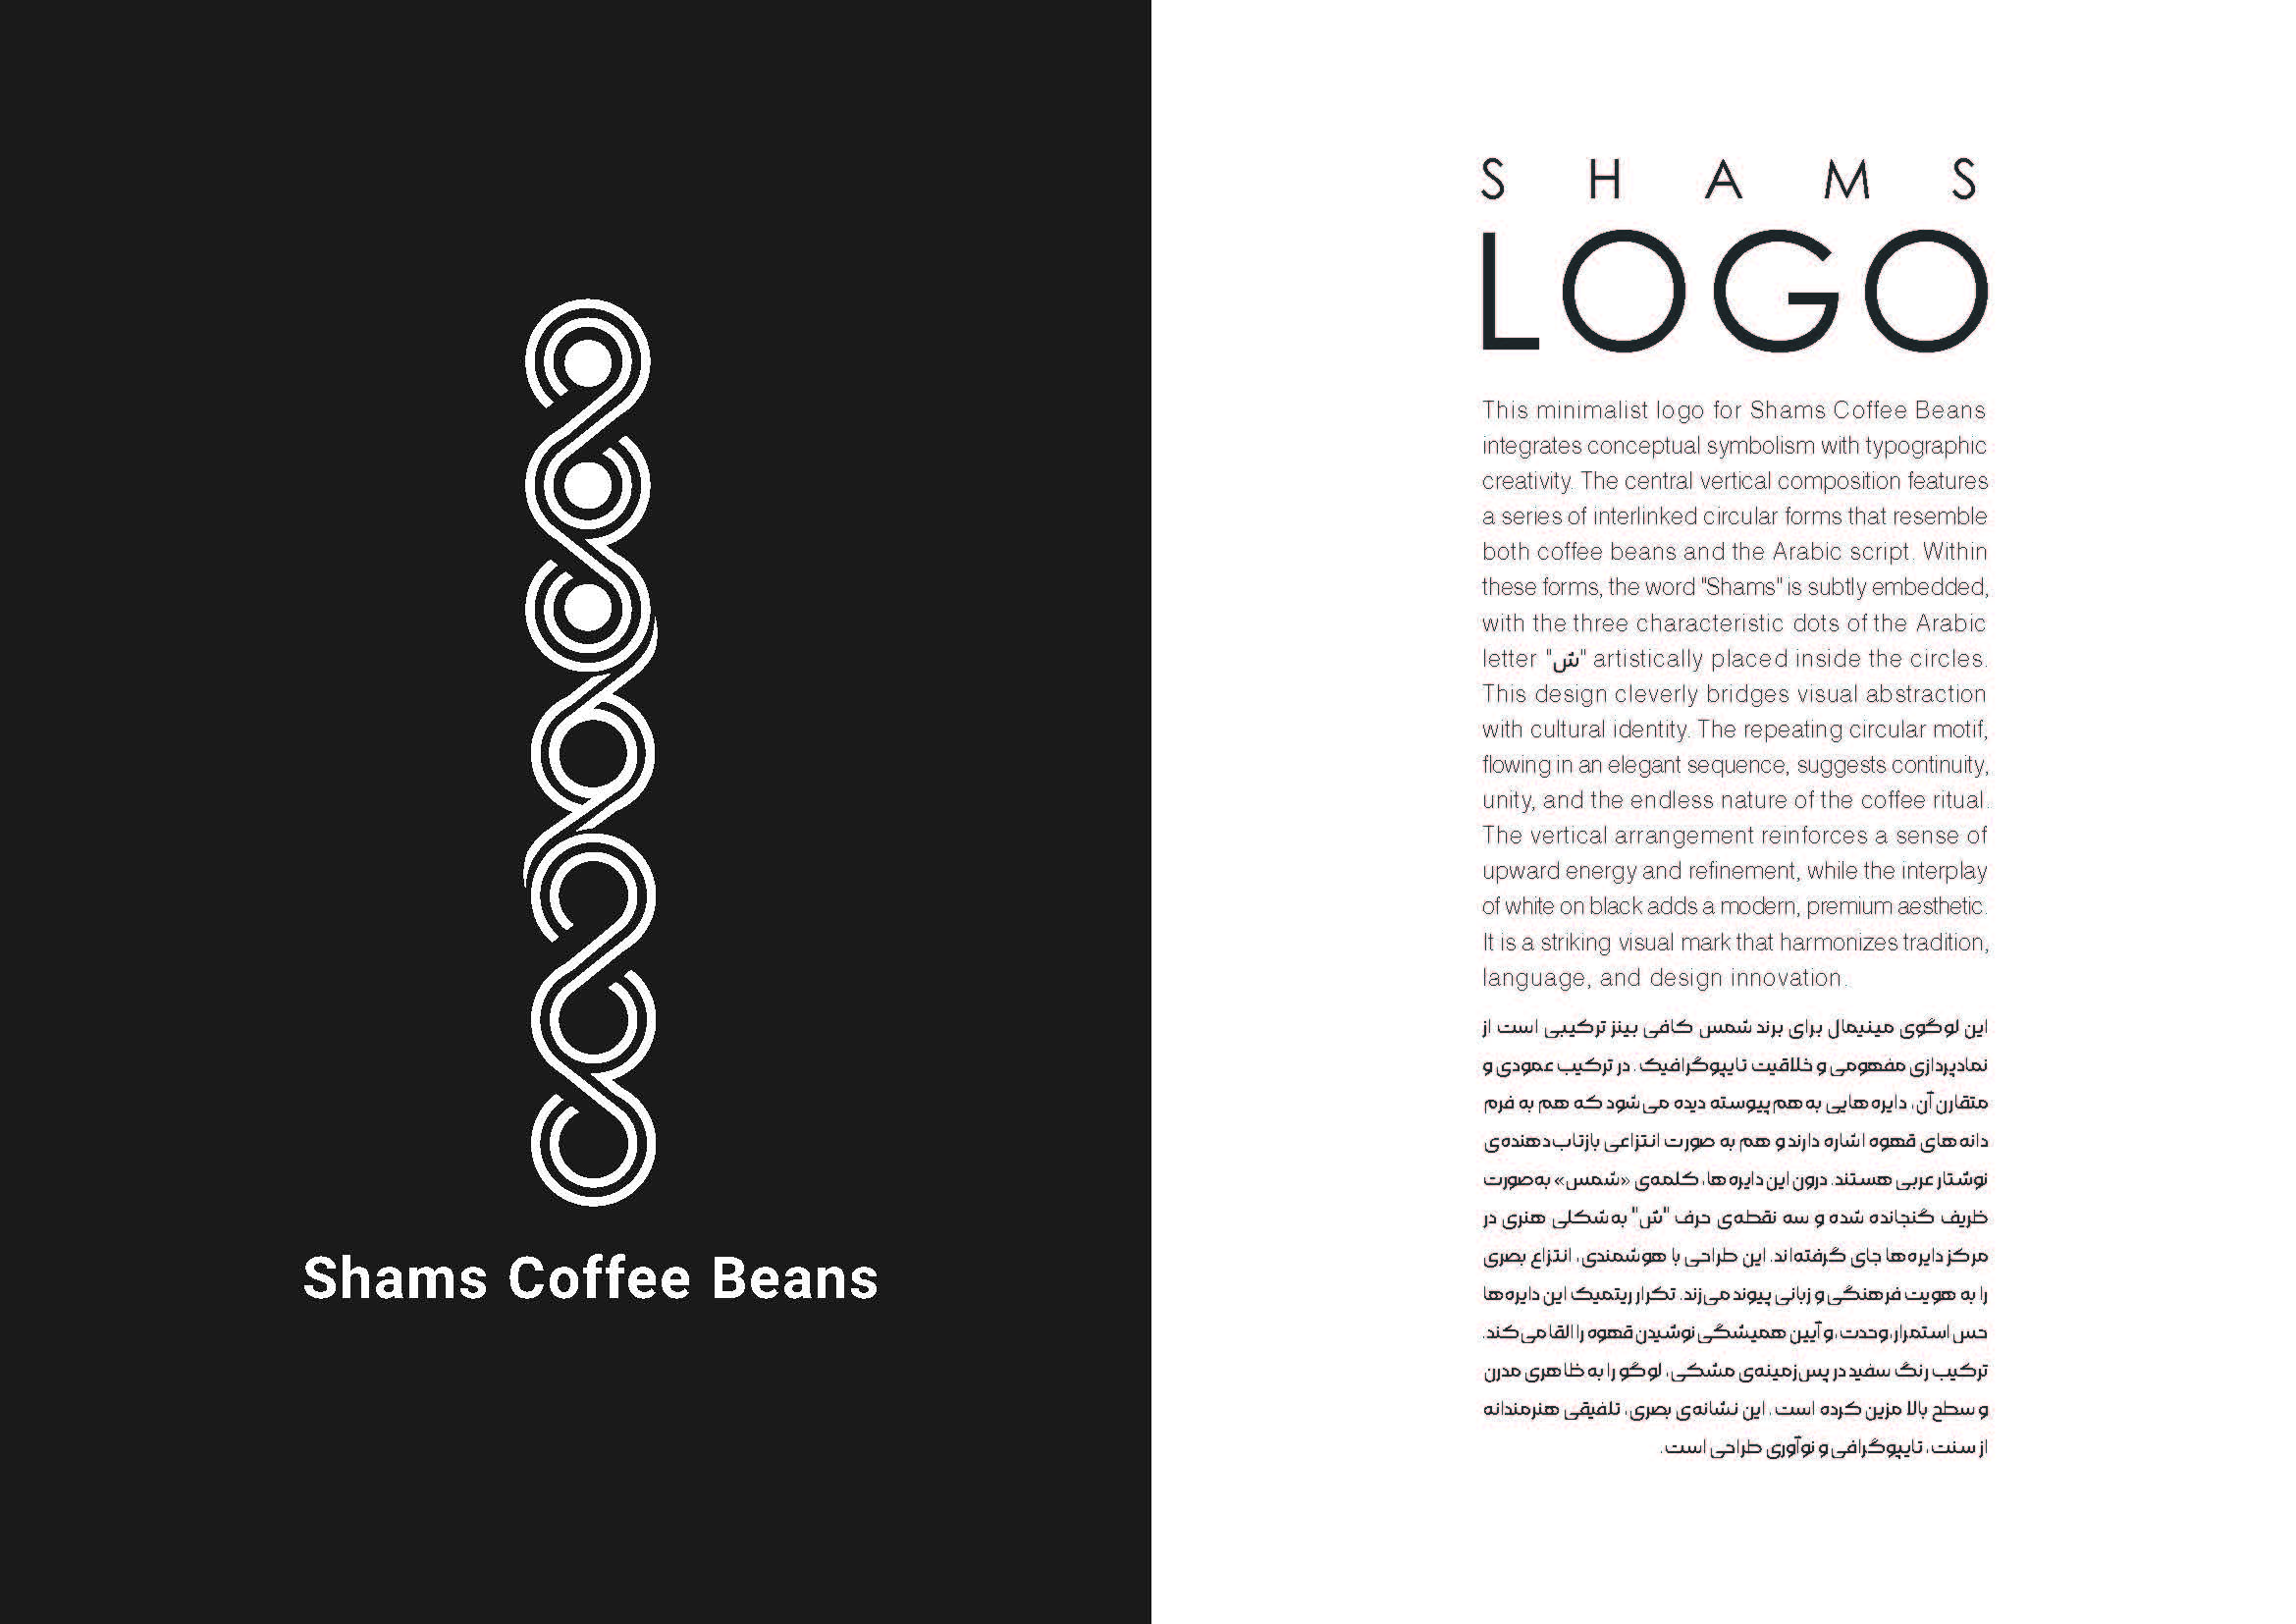 Shams Coffee Beans
SHAMS
LOGO
This minimalist logo for Shams Coffee Beans
integrates conceptual symbolism with typographic
creativity. The central vertical composition features
a series of interlinked circular forms that resemble
both coffee beans and the Arabic script. Within
these forms, the word "Shams" is subtly embedded,
with the three characteristic dots of the Arabic
letter "ش" artistically placed inside the circles.
This design cleverly bridges visual abstraction
with cultural identity. The repeating circular motif,
flowing in an elegant sequence, suggests continuity,
unity, and the endless nature of the coffee ritual.
The vertical arrangement reinforces a sense of
upward energy and refinement, while the interplay
of white on black adds a modern, premium aesthetic.
It is a striking visual mark that harmonizes tradition,
language, and design innovation.
این لوگوی مینیمال برای برند شمس کافی بینز ترکیبی است از
نمادپردازی مفهومی و خلاقیت تایپوگرافیک. در ترکیب عمودی و
متقارن آن، دایره‌هایی به هم پیوسته دیده می‌شود که هم به فرم
دانه‌های قهوه اشاره دارند و هم به صورت انتزاعی بازتاب‌دهنده‌ی
نوشتار عربی هستند. درون این دایره‌ها، کلمه‌ی «شمس» به‌صورت
ظریف گنجانده شده و سه نقطه‌ی حرف "ش" به‌شکلی هنری در
مرکز دایره‌ها جای گرفته‌اند. این طراحی با هوشمندی، انتزاع بصری
را به هویت فرهنگی و زبانی پیوند می‌زند. تکرار ریتمیک این دایره‌ها
حس استمرار، وحدت، و آیین همیشگی نوشیدن قهوه را القا می‌کند.
ترکیب رنگ سفید در پس‌زمینه‌ی مشکی، لوگو را به ظاهری مدرن
و سطح بالا مزین کرده است. این نشانه‌ی بصری، تلفیقی هنرمندانه
از سنت، تایپوگرافی و نوآوری طراحی است.